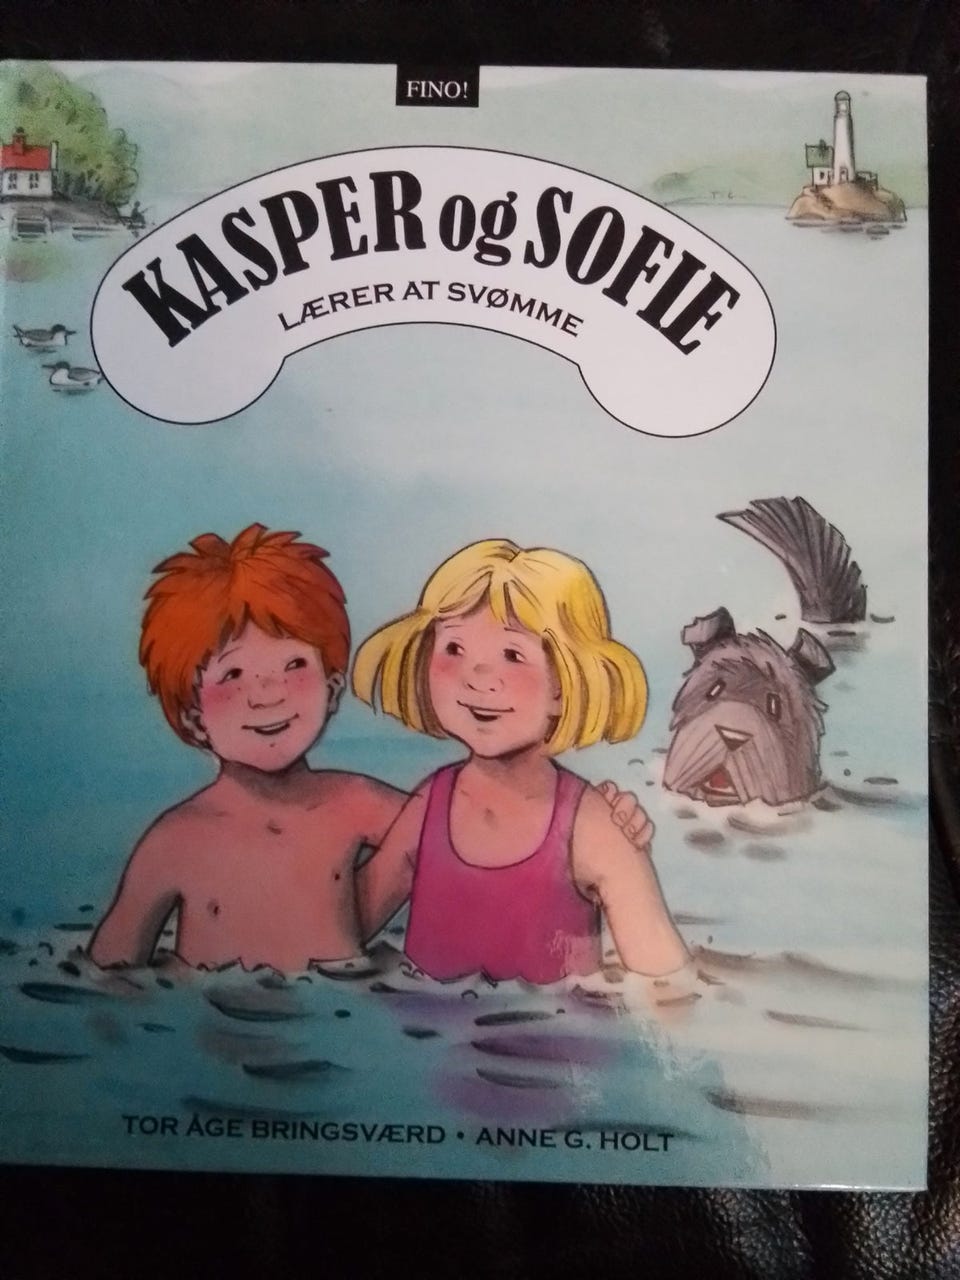 FINO!
KASPER og SOFIE
LÆRER AT SVØMME
TOR ÅGE BRINGSVÆRD • ANNE G. HOLT